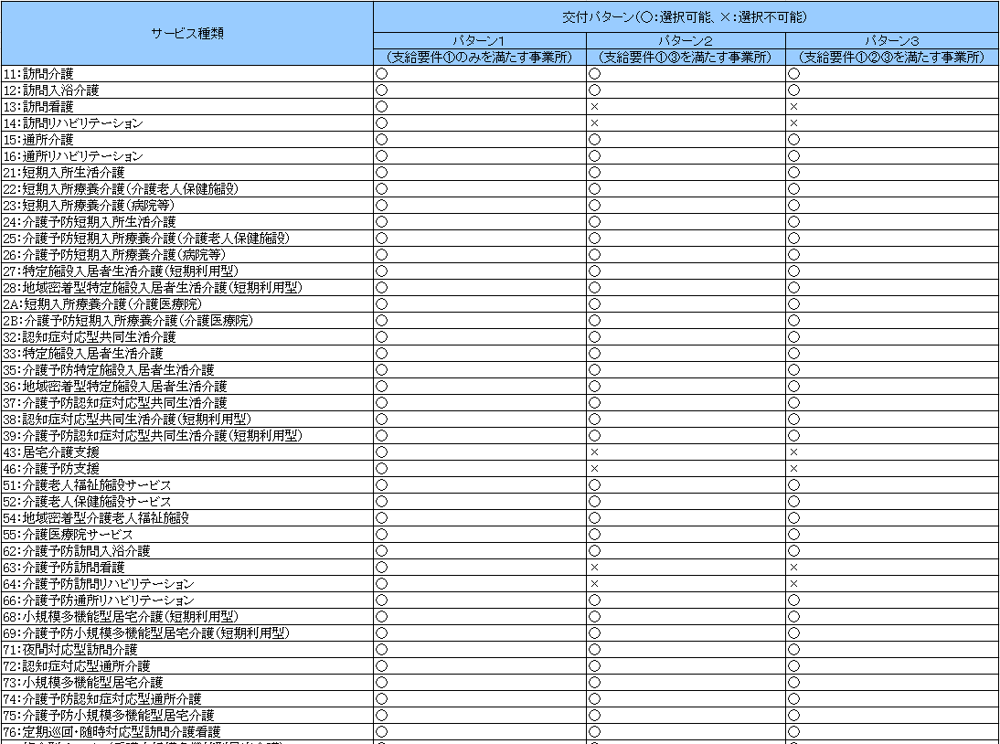 サービス種類
交付パターン(○：選択可能、×：選択不可能)
パターン1 パターン2 パターン3
(支給要件①のみを満たす事業所) (支給要件①③を満たす事業所) (支給要件①②③を満たす事業所)
11：訪問介護 ○ ○ ○
12：訪問入浴介護 ○ ○ ○
13：訪問看護 ○ × ×
14：訪問リハビリテーション ○ × ×
15：通所介護 ○ ○ ○
16：通所リハビリテーション ○ ○ ○
21：短期入所生活介護 ○ ○ ○
22：短期入所療養介護(介護老人保健施設) ○ ○ ○
23：短期入所療養介護(病院等) ○ ○ ○
24：介護予防短期入所生活介護 ○ ○ ○
25：介護予防短期入所療養介護(介護老人保健施設) ○ ○ ○
26：介護予防短期入所療養介護(病院等) ○ ○ ○
27：特定施設入居者生活介護(短期利用型) ○ ○ ○
28：地域密着型特定施設入居者生活介護(短期利用型) ○ ○ ○
2A：短期入所療養介護(介護医療院) ○ ○ ○
2B：介護予防短期入所療養介護(介護医療院) ○ ○ ○
32：認知症対応型共同生活介護 ○ ○ ○
33：特定施設入居者生活介護 ○ ○ ○
35：介護予防特定施設入居者生活介護 ○ ○ ○
36：地域密着型特定施設入居者生活介護 ○ ○ ○
37：介護予防認知症対応型共同生活介護 ○ ○ ○
38：認知症対応型共同生活介護(短期利用型) ○ ○ ○
39：介護予防認知症対応型共同生活介護(短期利用型) ○ ○ ○
43：居宅介護支援 ○ × ×
46：介護予防支援 ○ × ×
51：介護老人福祉施設サービス ○ ○ ○
52：介護老人保健施設サービス ○ ○ ○
54：地域密着型介護老人福祉施設 ○ ○ ○
55：介護医療院サービス ○ ○ ○
62：介護予防訪問入浴介護 ○ ○ ○
63：介護予防訪問看護 ○ × ×
64：介護予防訪問リハビリテーション ○ × ×
66：介護予防通所リハビリテーション ○ ○ ○
68：小規模多機能型居宅介護(短期利用型) ○ ○ ○
69：介護予防小規模多機能型居宅介護(短期利用型) ○ ○ ○
71：夜間対応型訪問介護 ○ ○ ○
72：認知症対応型通所介護 ○ ○ ○
73：小規模多機能型居宅介護 ○ ○ ○
74：介護予防認知症対応型通所介護 ○ ○ ○
75：介護予防小規模多機能型居宅介護 ○ ○ ○
76：定期巡回・随時対応型訪問介護看護 ○ ○ ○